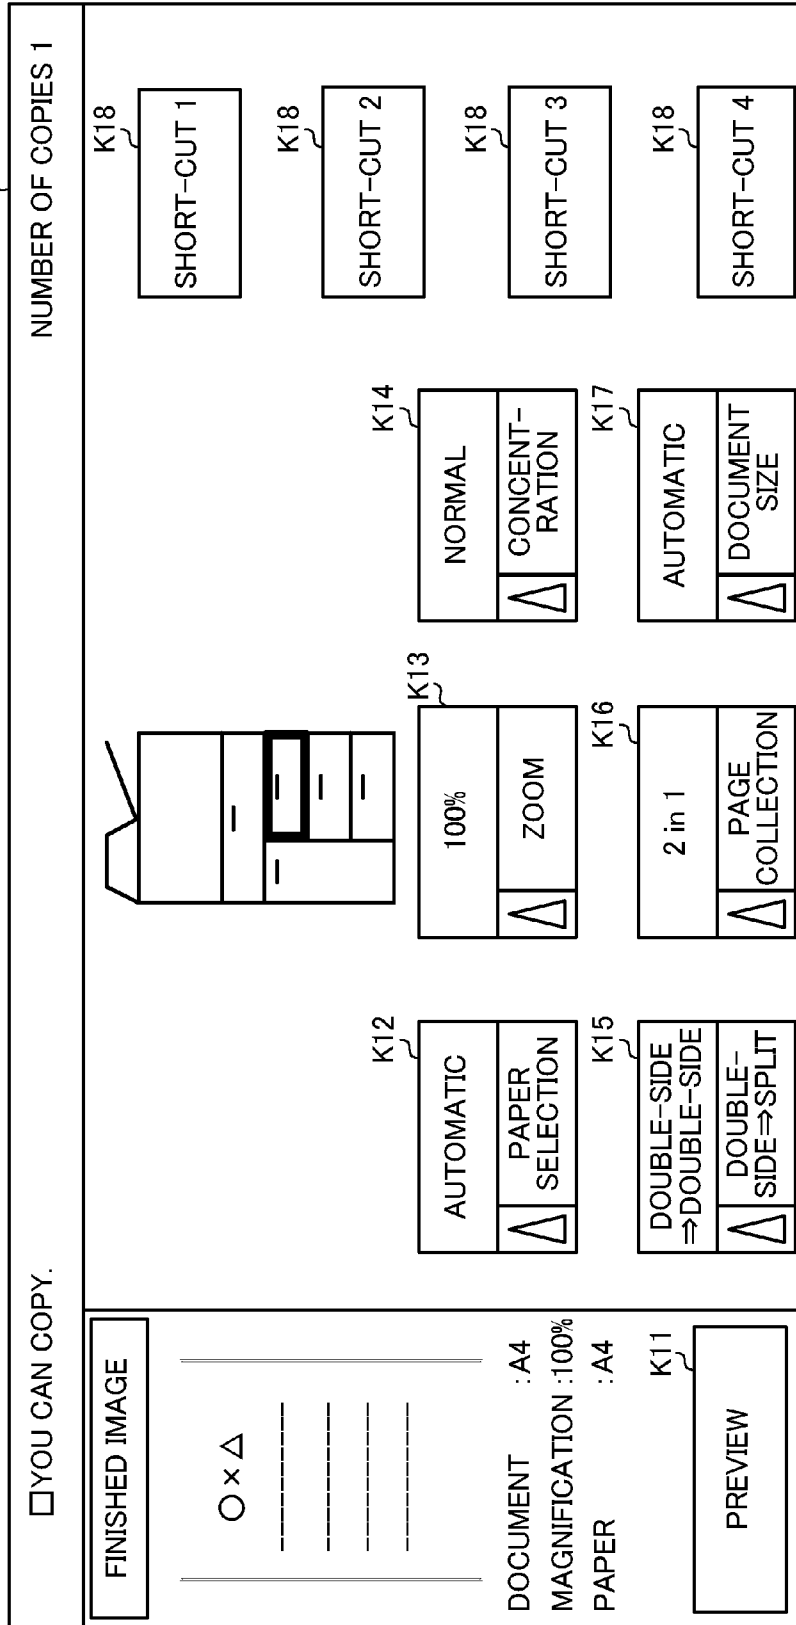 □YOU CAN COPY.
NUMBER OF COPIES 1
FINISHED IMAGE
○×△
DOCUMENT :A4
MAGNIFICATION :100%
PAPER :A4
K11
PREVIEW
K12
AUTOMATIC
PAPER
SELECTION
K13
100%
ZOOM
K14
NORMAL
CONCENT-
RATION
K15
DOUBLE-SIDE
⇒DOUBLE-SIDE
DOUBLE-
SIDE⇒SPLIT
K16
2 in 1
PAGE
COLLECTION
K17
AUTOMATIC
DOCUMENT
SIZE
K18
SHORT-CUT 1
K18
SHORT-CUT 2
K18
SHORT-CUT 3
K18
SHORT-CUT 4